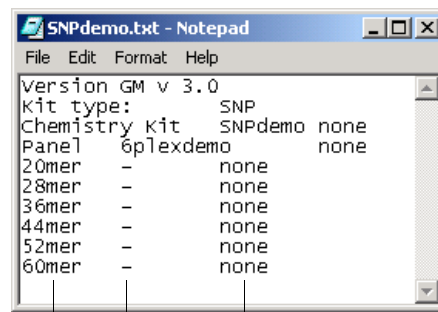 SNPdemo.txt - Notepad
File Edit Format Help
Version GM v 3.0
Kit type: SNP
Chemistry Kit SNPdemo none
Panel 6plexdemo none
20mer - none
28mer - none
36mer - none
44mer - none
52mer - none
60mer - none